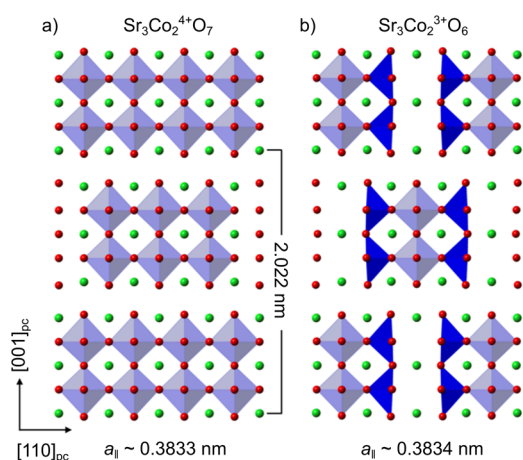 a) Sr₃Co₂⁴⁺O₇
b) Sr₃Co₂³⁺O₆
2.022 nm
[001]pc
[110]pc
a∥ ~ 0.3833 nm
a∥ ~ 0.3834 nm